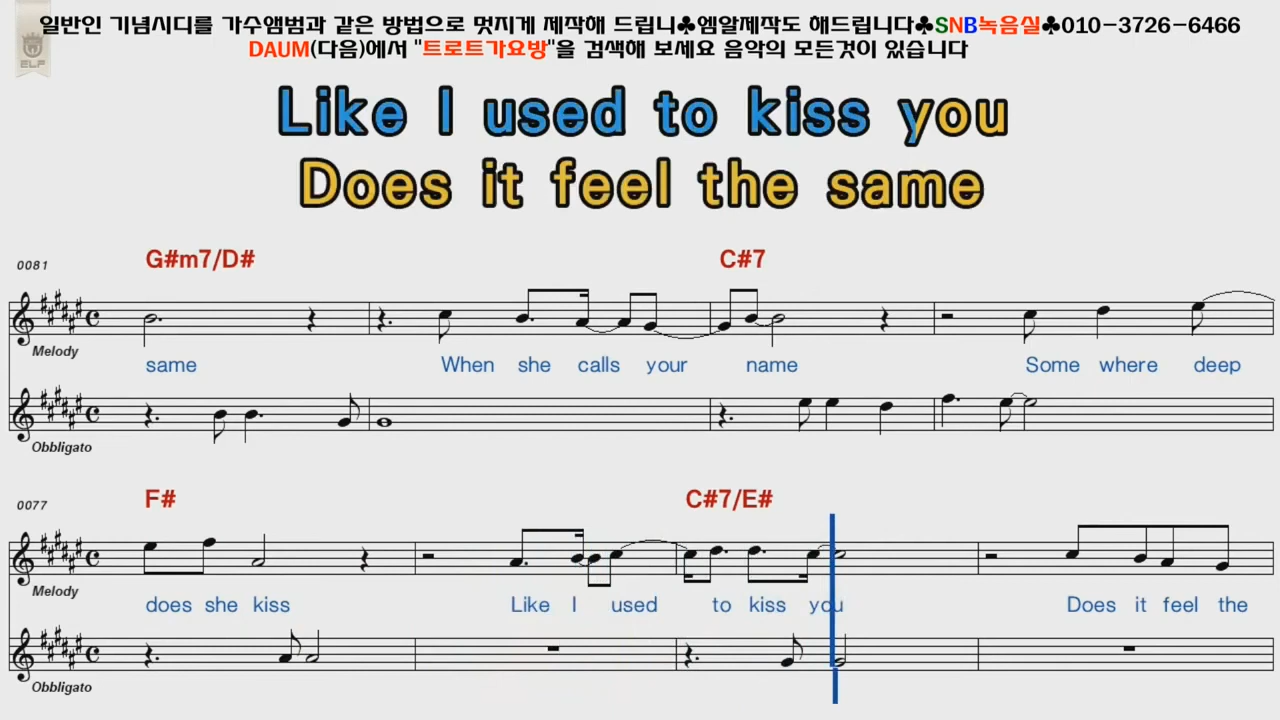 일반인 기념시디를 가수앨범과 같은 방법으로 멋지게 제작해 드립니♣엠알제작도 해드립니다♣SNB녹음실♣010-3726-6466
DAUM(다음)에서 "트로트가요방"을 검색해 보세요 음악의 모든것이 있습니다
ELF
Like I used to kiss you
Does it feel the same
0081 G#m7/D# C#7
Melody
same When she calls your name Some where deep
Obbligato
0077 F# C#7/E#
Melody
does she kiss Like I used to kiss you Does it feel the
Obbligato